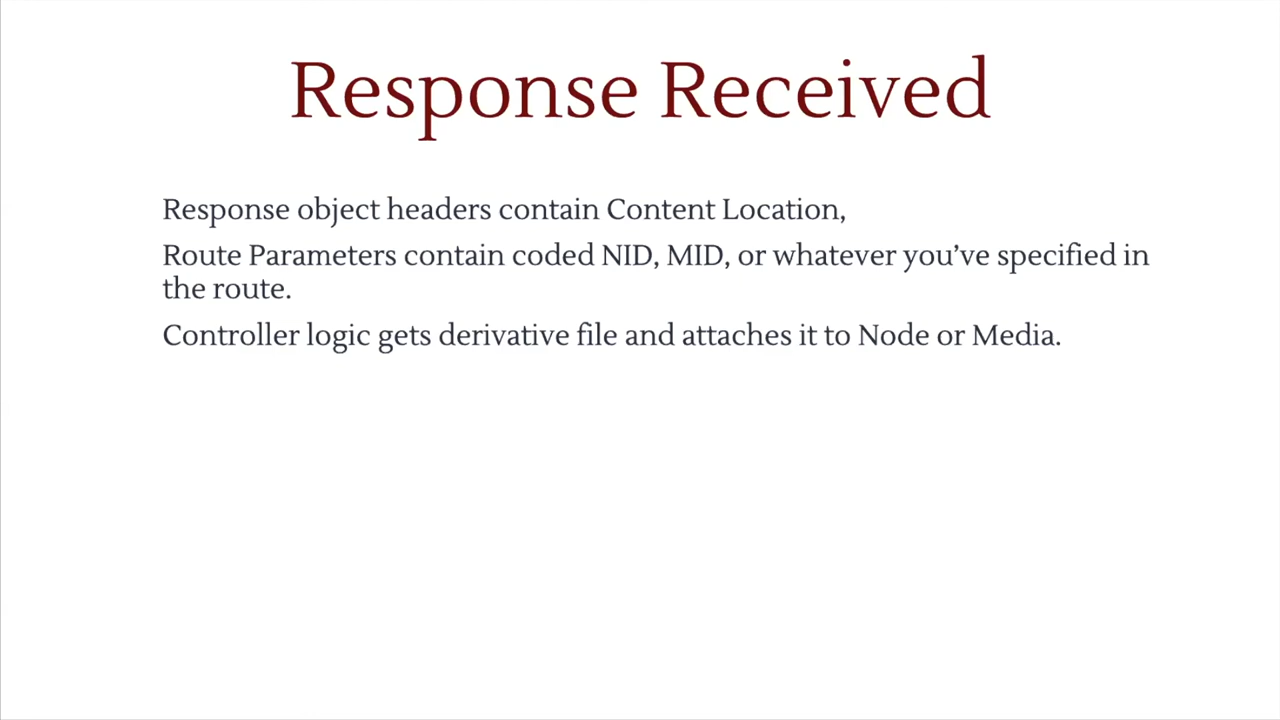 Response Received
Response object headers contain Content Location,
Route Parameters contain coded NID, MID, or whatever you’ve specified in
the route.
Controller logic gets derivative file and attaches it to Node or Media.